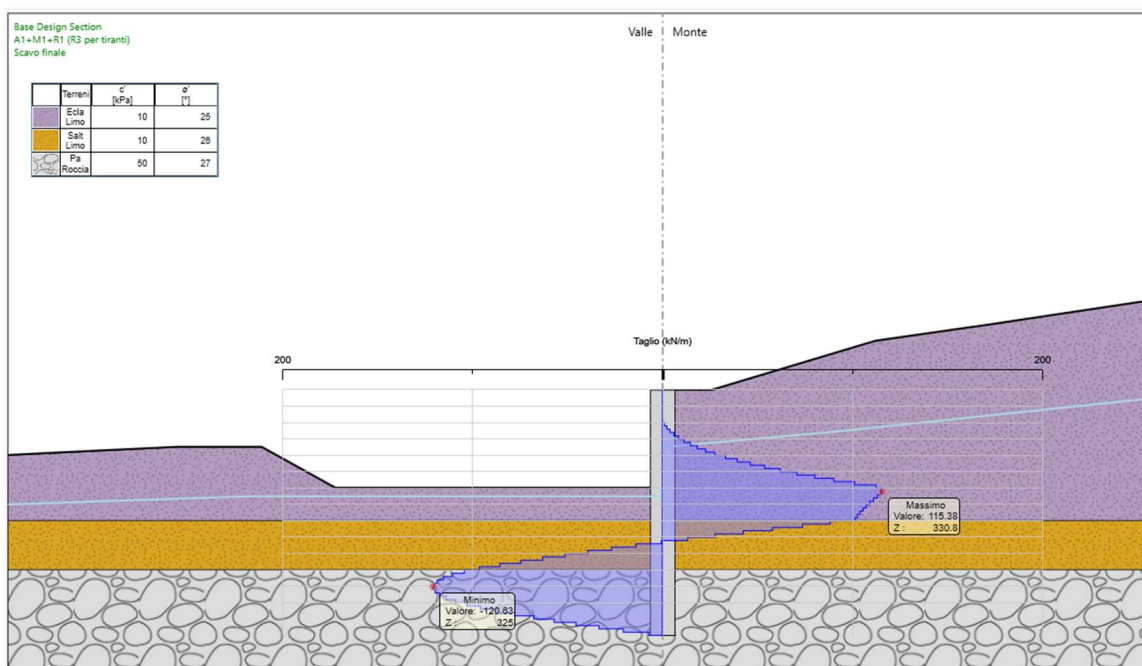 Base Design Section
A1+M1+R1 (R3 per tiranti)
Scavo finale
Valle
Monte
Terreni c' ø'
[kPa] [°]
Ecla
Limo 10 25
Salt
Limo 10 26
Pa
Roccia 50 27
Taglio (kN/m)
200 200
Massimo
Valore: 115.38
Z : 330.8
Minimo
Valore: -120.63
Z : 325